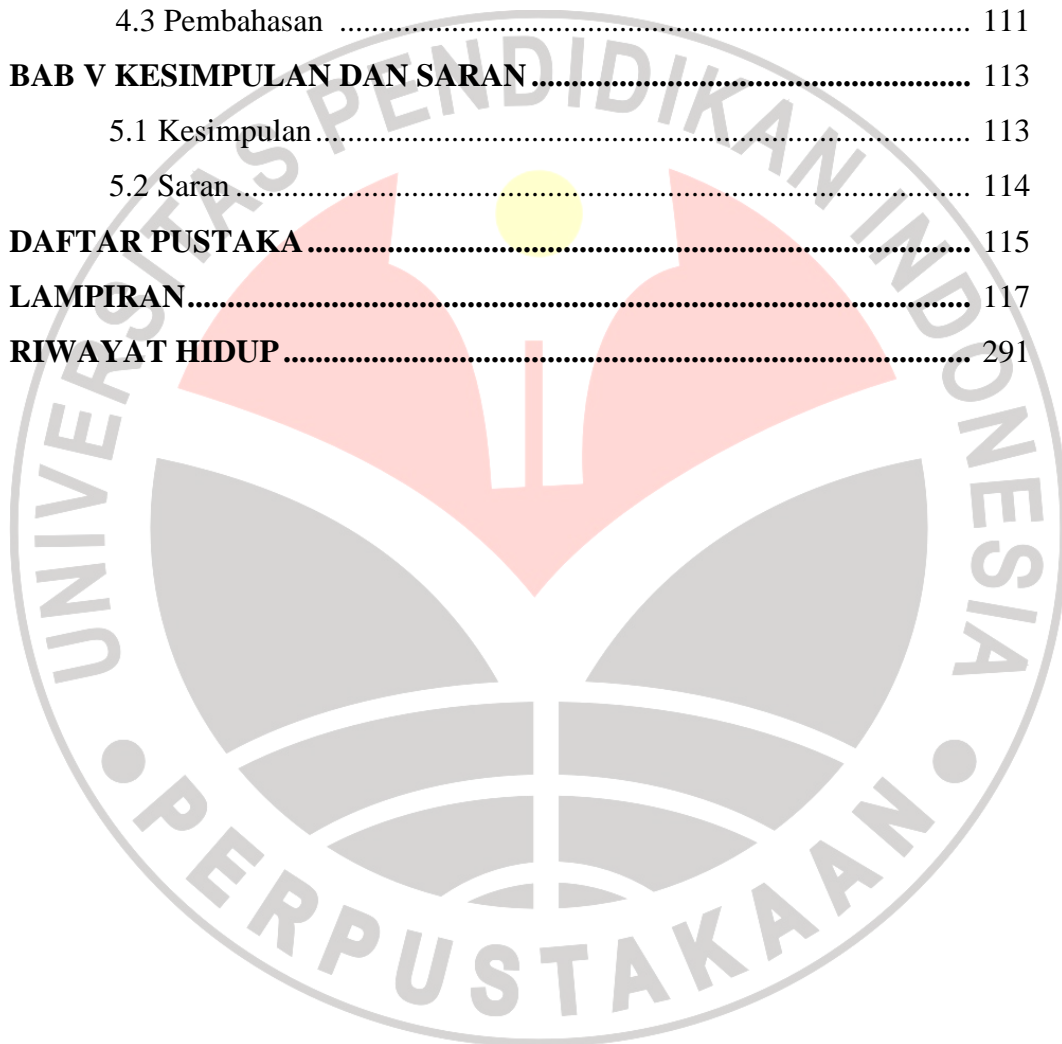 4.3 Pembahasan ........................................................................................ 111
BAB V KESIMPULAN DAN SARAN ........................................................ 113
5.1 Kesimpulan ........................................................................................ 113
5.2 Saran ........................................................................................ 114
DAFTAR PUSTAKA ........................................................................................ 115
LAMPIRAN ........................................................................................ 117
RIWAYAT HIDUP ........................................................................................ 291
UNIVERSITAS PENDIDIKAN INDONESIA
PERPUSTAKAAN